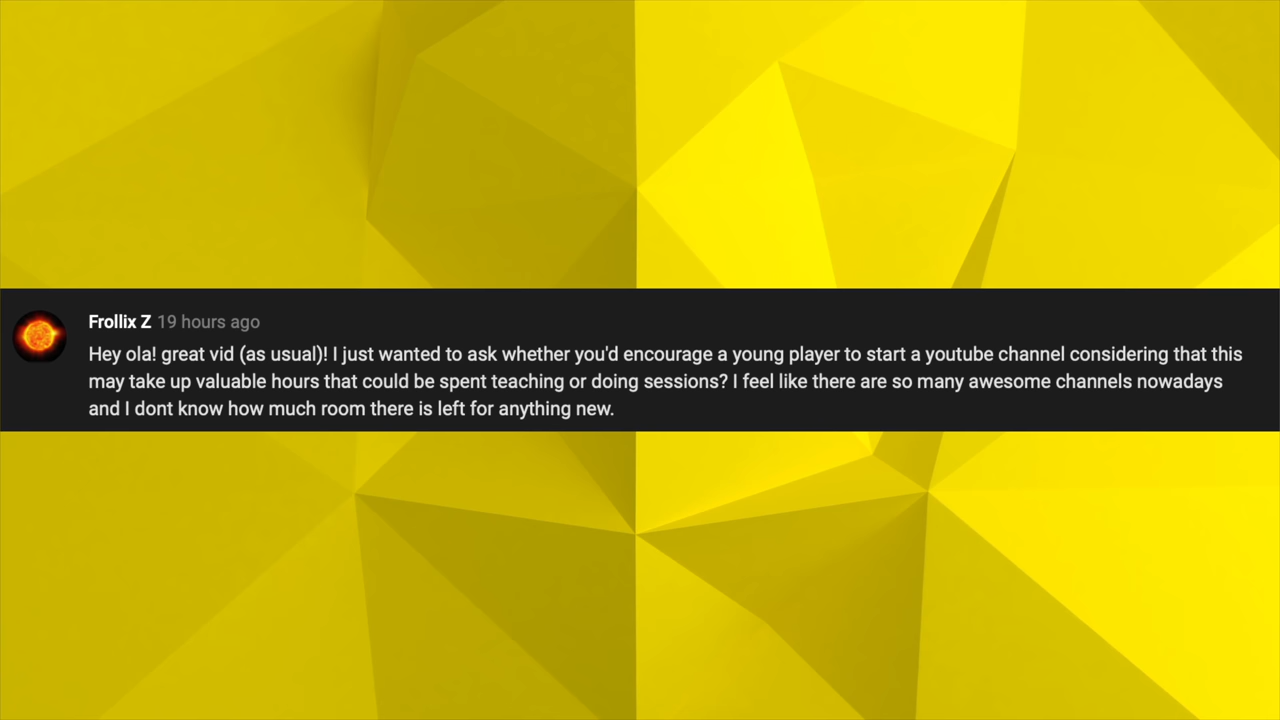 Frollix Z 19 hours ago
Hey ola! great vid (as usual)! I just wanted to ask whether you'd encourage a young player to start a youtube channel considering that this
may take up valuable hours that could be spent teaching or doing sessions? I feel like there are so many awesome channels nowadays
and I dont know how much room there is left for anything new.